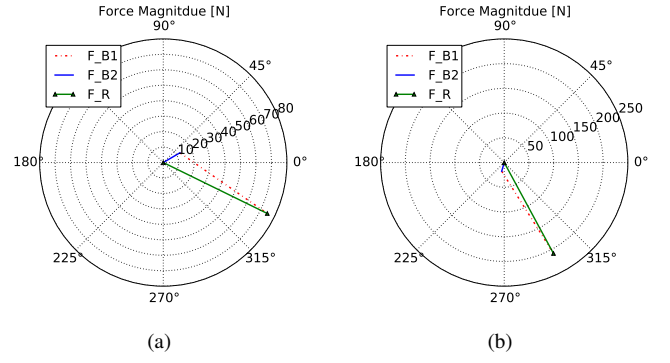 Force Magnitdue [N]
90°
F_B1
F_B2
F_R
45°
10 20 30 40 50 60 70 80
180°
0°
225°
315°
270°
(a)
Force Magnitdue [N]
90°
F_B1
F_B2
F_R
45°
50 100 150 200 250
180°
0°
225°
315°
270°
(b)